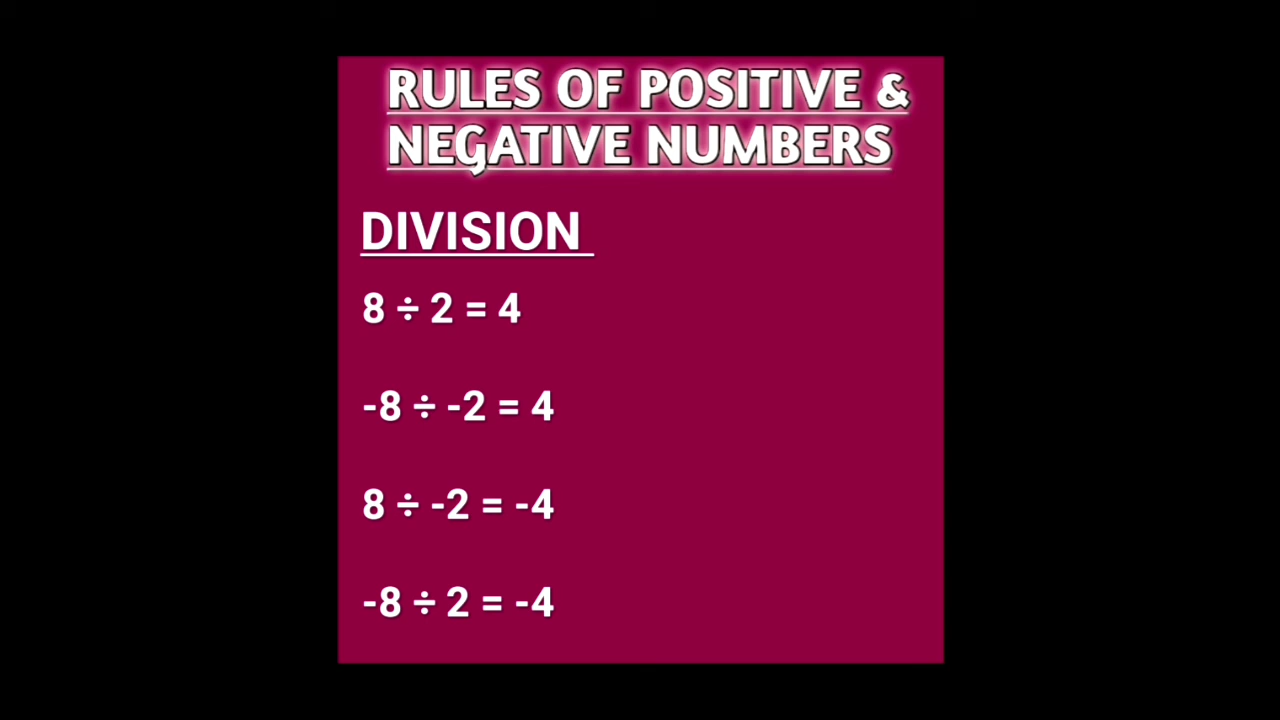 RULES OF POSITIVE &
NEGATIVE NUMBERS
DIVISION
8 ÷ 2 = 4
-8 ÷ -2 = 4
8 ÷ -2 = -4
-8 ÷ 2 = -4